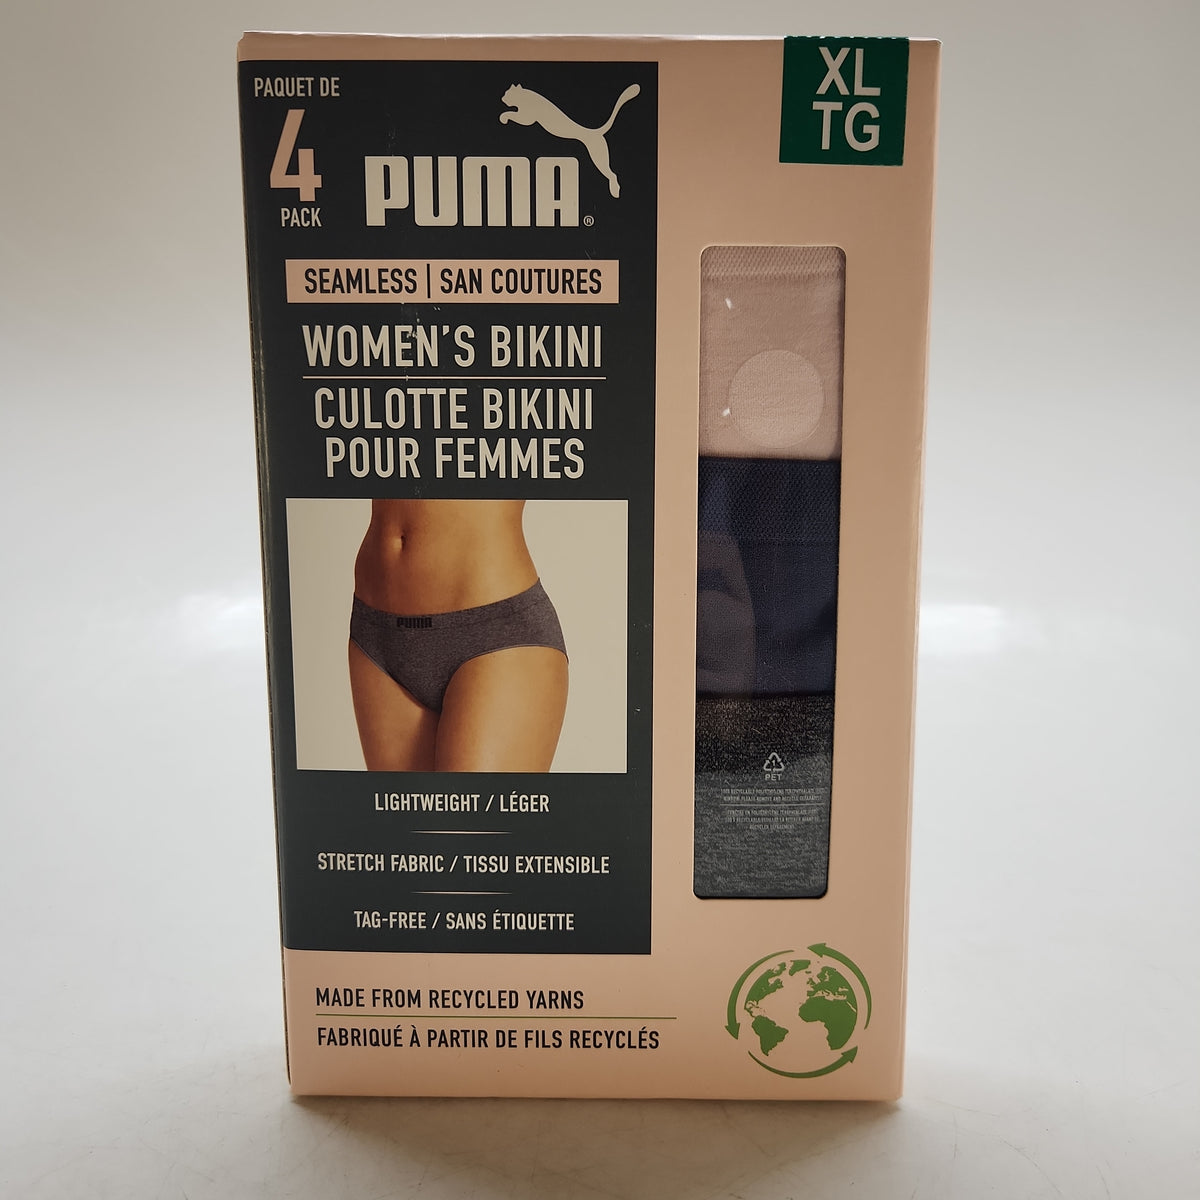 PAQUET DE
4
PACK
PUMA®
XL
TG
SEAMLESS | SAN COUTURES
WOMEN'S BIKINI
CULOTTE BIKINI
POUR FEMMES
PUMA
LIGHTWEIGHT / LÉGER
STRETCH FABRIC / TISSU EXTENSIBLE
TAG-FREE / SANS ÉTIQUETTE
1
PET
MADE FROM RECYCLED YARNS
FABRIQUÉ À PARTIR DE FILS RECYCLÉS